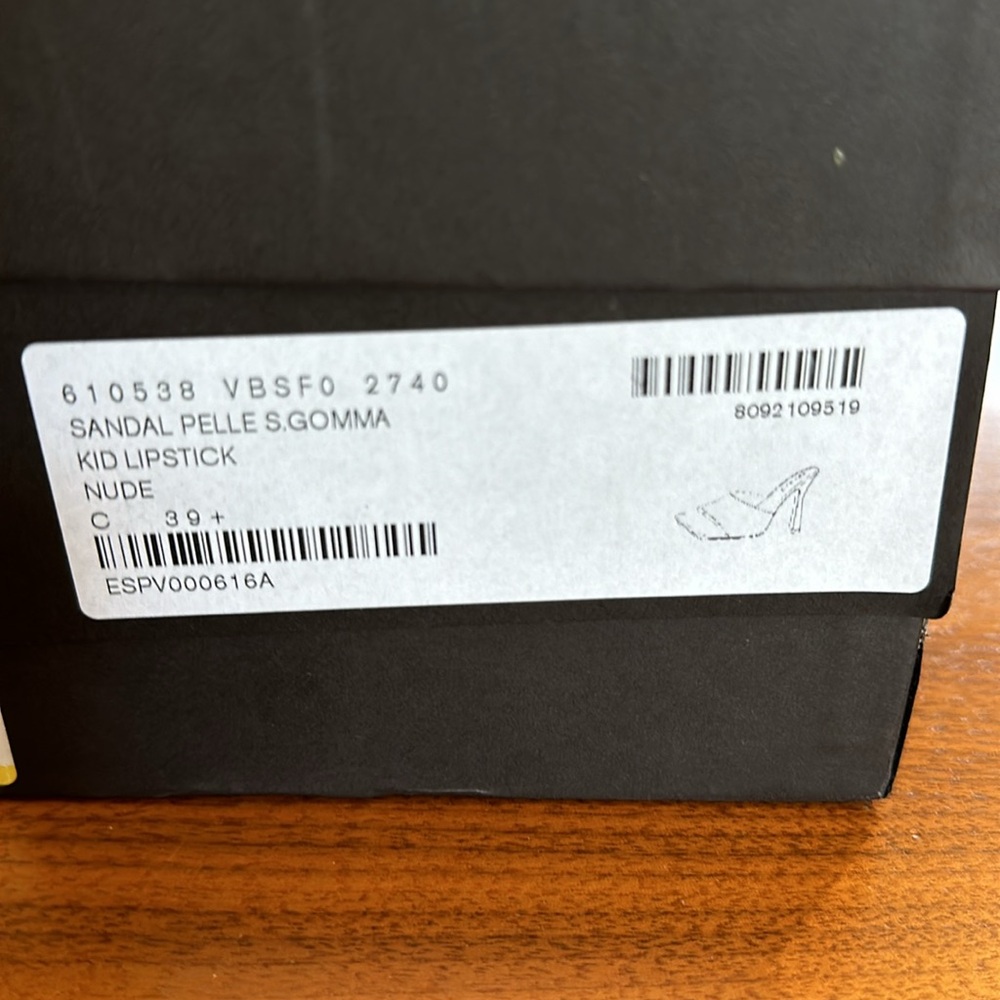 610538 VBSF0 2740
SANDAL PELLE S.GOMMA
KID LIPSTICK
NUDE
C 39+
ESPV000616A
8092109519